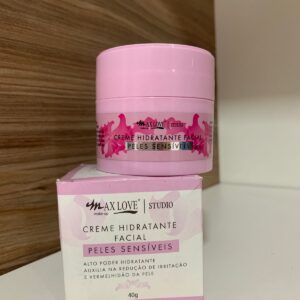 MAX LOVE
CREME HIDRATANTE FACIAL
PELES SENSÍVEIS
MAX LOVE® | STUDIO
make-up
CREME HIDRATANTE
FACIAL
PELES SENSÍVEIS
ALTO PODER HIDRATANTE
AUXILIA NA REDUÇÃO DE IRRITAÇÃO
E VERMELHIDÃO DA PELE
40g